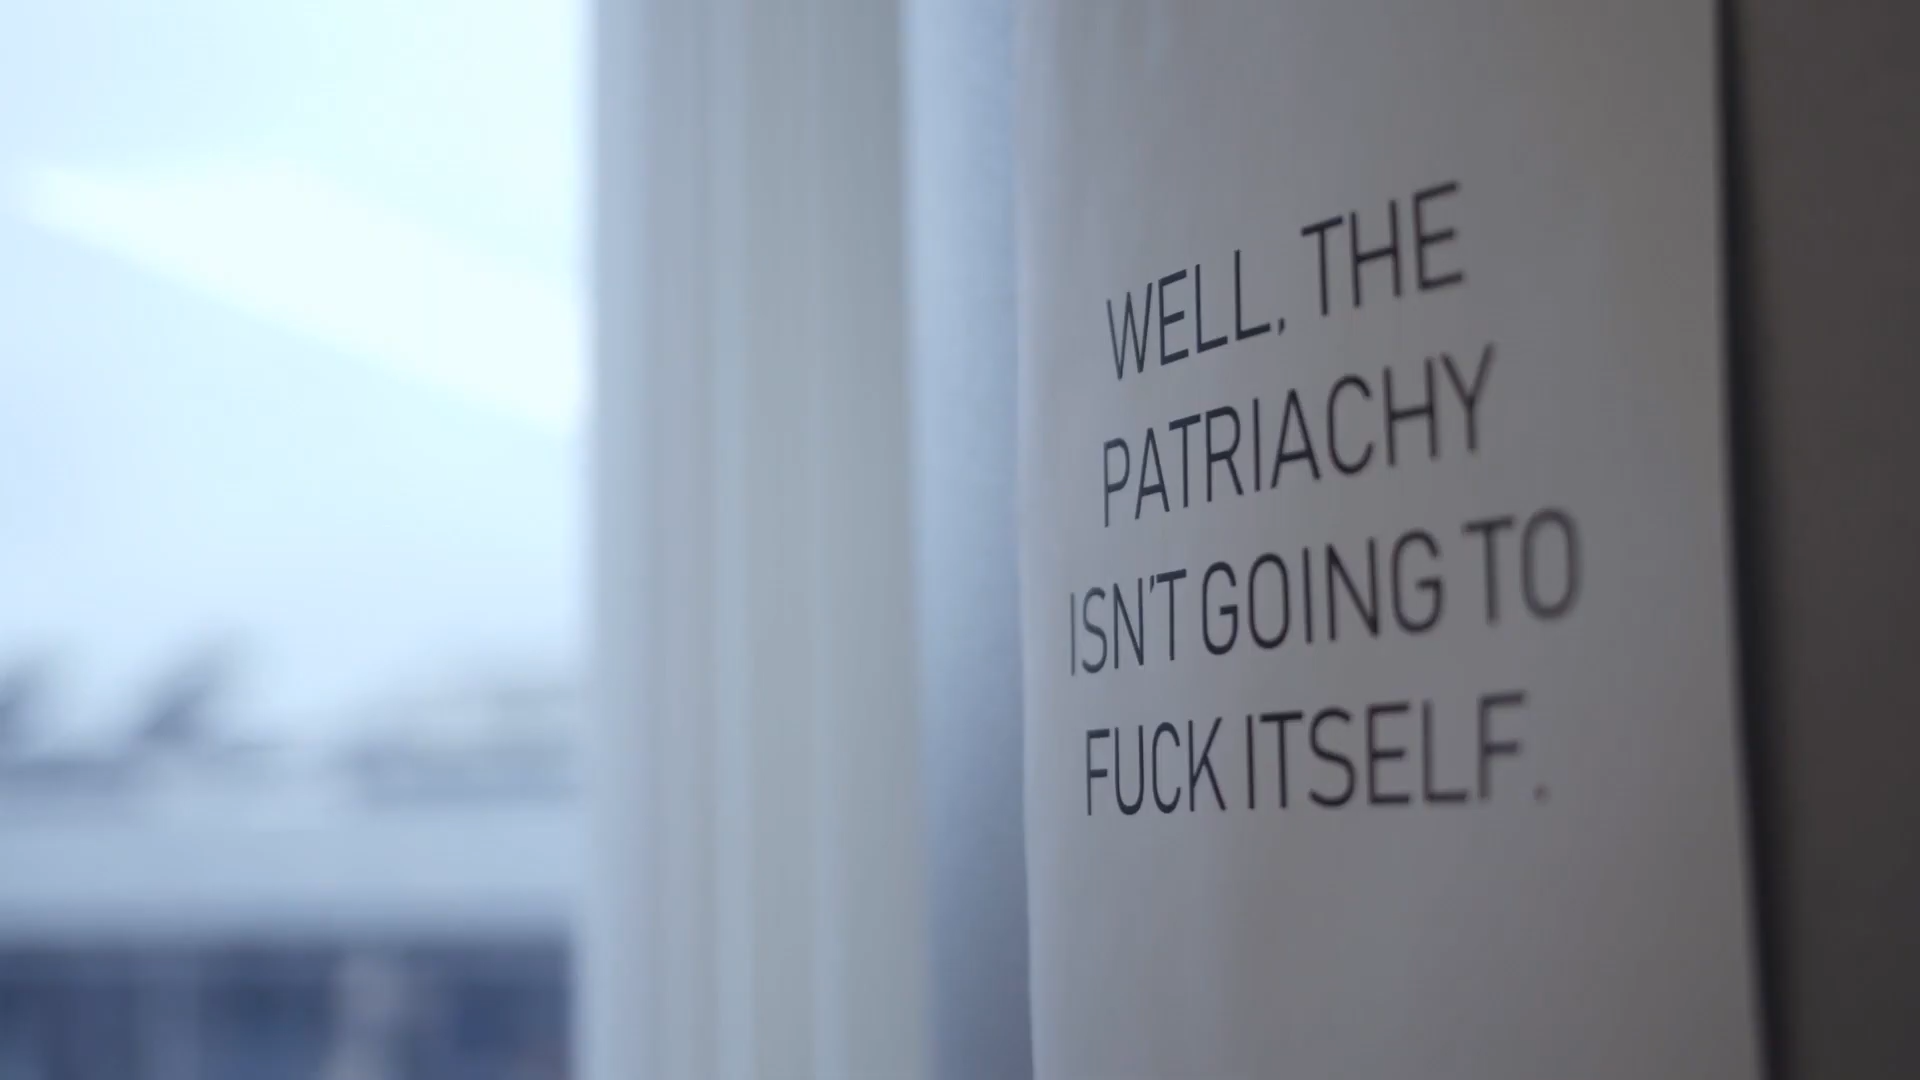 WELL, THE
PATRIACHY
ISN'T GOING TO
FUCK ITSELF.